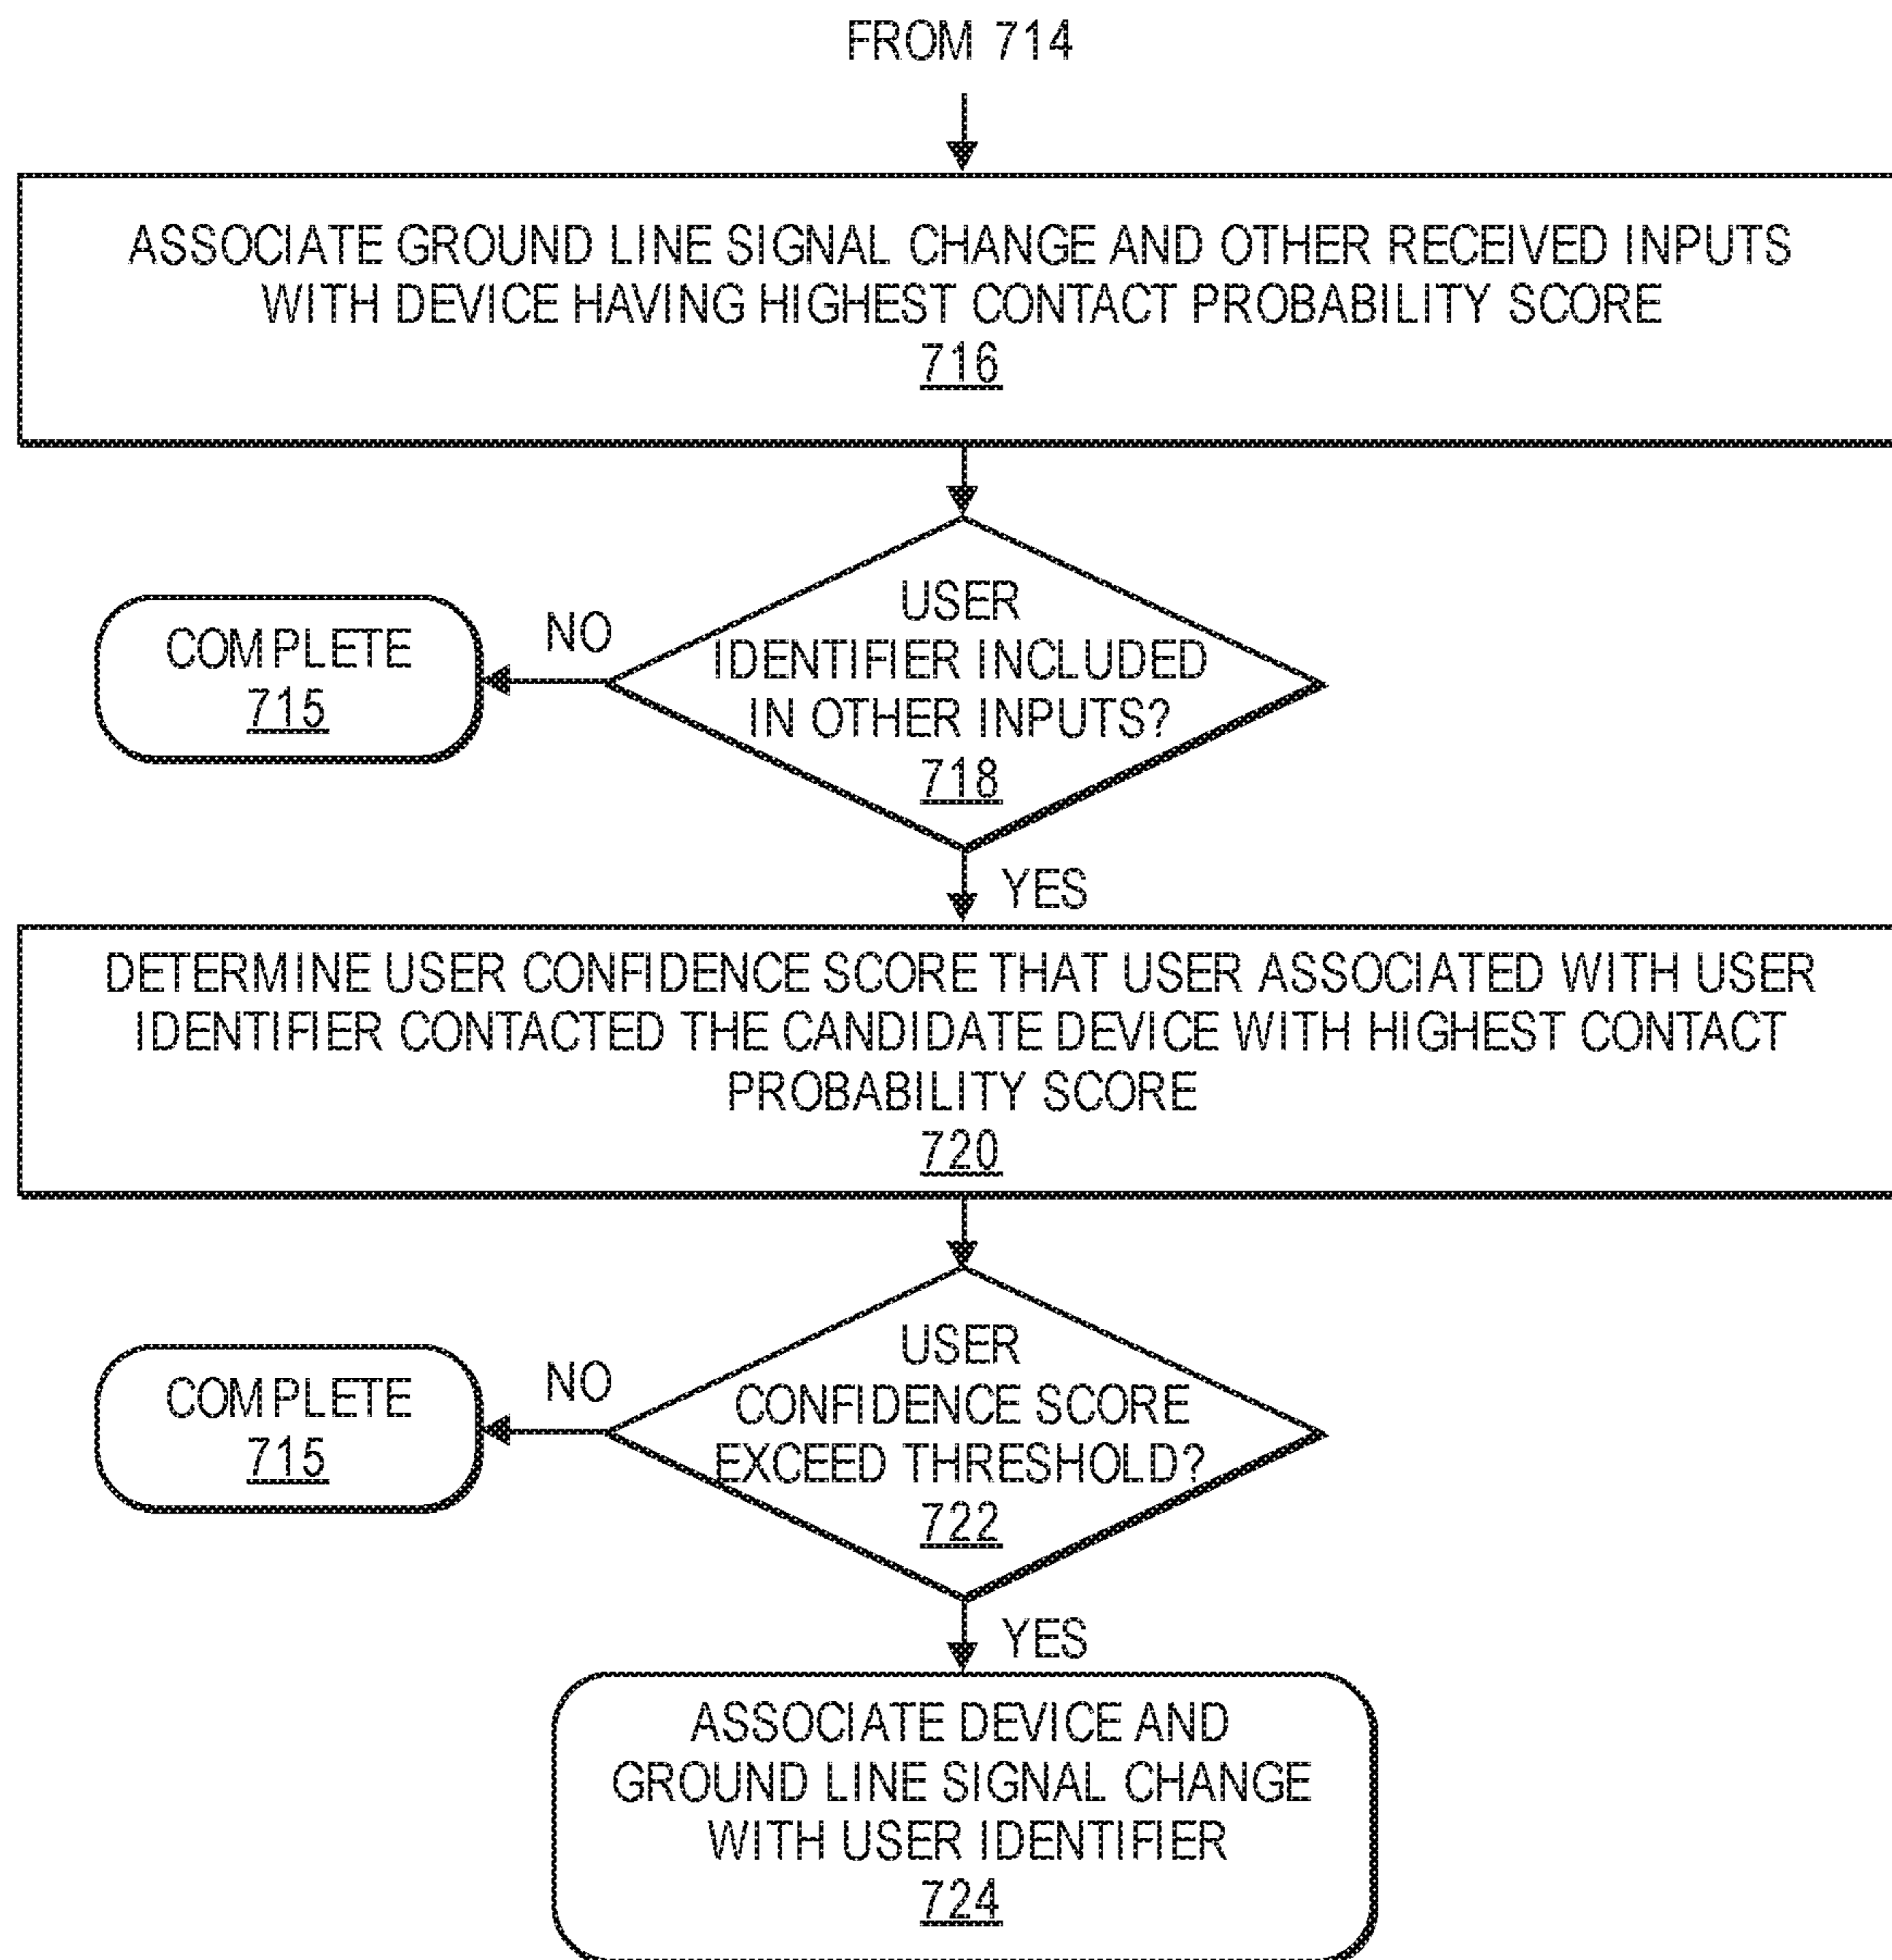 FROM 714
ASSOCIATE GROUND LINE SIGNAL CHANGE AND OTHER RECEIVED INPUTS
WITH DEVICE HAVING HIGHEST CONTACT PROBABILITY SCORE
716
USER
IDENTIFIER INCLUDED
IN OTHER INPUTS?
718
NO
COMPLETE
715
YES
DETERMINE USER CONFIDENCE SCORE THAT USER ASSOCIATED WITH USER
IDENTIFIER CONTACTED THE CANDIDATE DEVICE WITH HIGHEST CONTACT
PROBABILITY SCORE
720
USER
CONFIDENCE SCORE
EXCEED THRESHOLD?
722
NO
COMPLETE
715
YES
ASSOCIATE DEVICE AND
GROUND LINE SIGNAL CHANGE
WITH USER IDENTIFIER
724